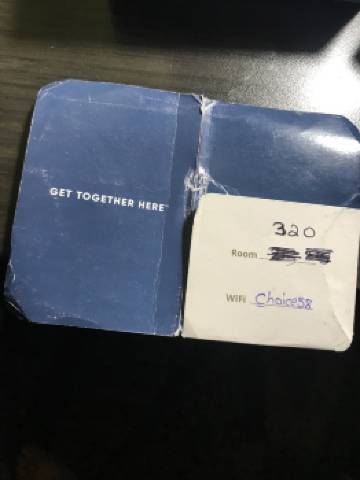 GET TOGETHER HERE™
320
Room
WiFi Choice58